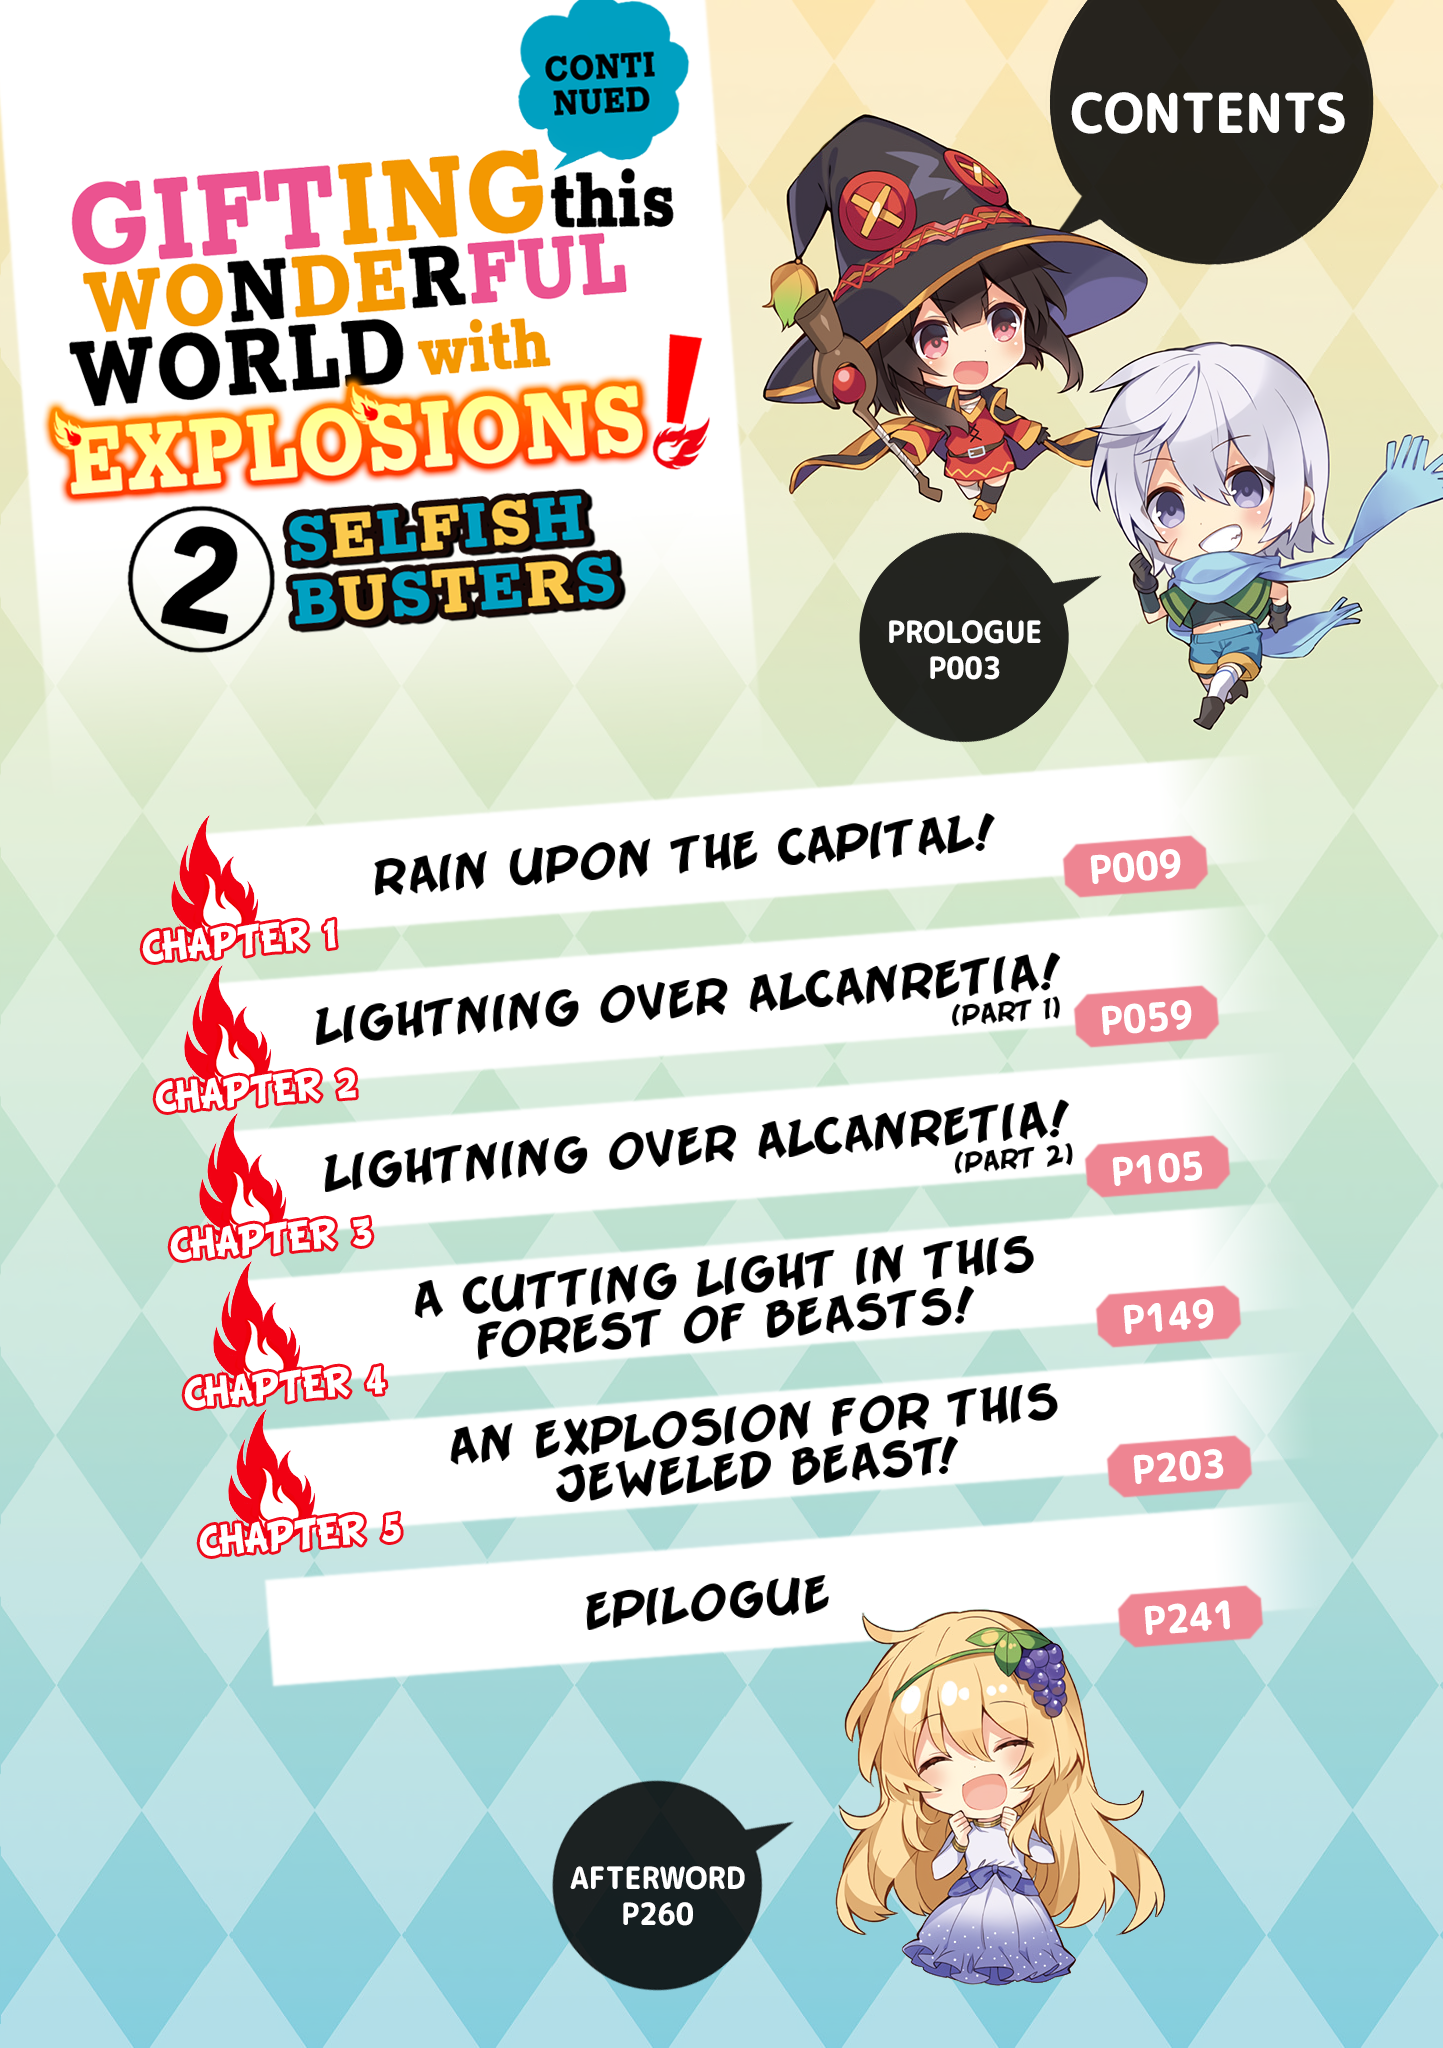 CONTI
NUED
GIFTING this
WONDERFUL
WORLD with
EXPLOSIONS!
2 SELFISH
BUSTERS
CONTENTS
PROLOGUE
P003
RAIN UPON THE CAPITAL!
P009
CHAPTER 1
LIGHTNING OVER ALCANRETIA!
(PART 1)
P059
CHAPTER 2
LIGHTNING OVER ALCANRETIA!
(PART 2)
P105
CHAPTER 3
A CUTTING LIGHT IN THIS
FOREST OF BEASTS!
P149
CHAPTER 4
AN EXPLOSION FOR THIS
JEWELED BEAST!
P203
CHAPTER 5
EPILOGUE
P241
AFTERWORD
P260